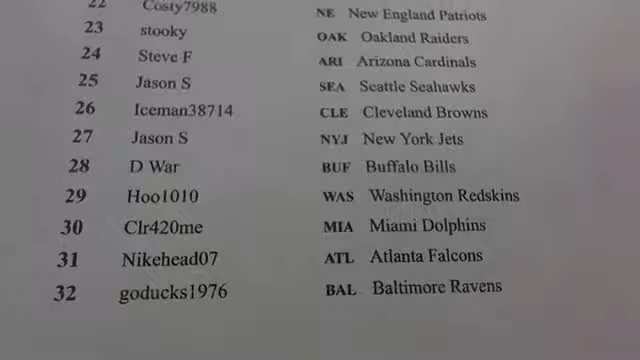 22 Costy7988 NE New England Patriots
23 stooky OAK Oakland Raiders
24 Steve F ARI Arizona Cardinals
25 Jason S SEA Seattle Seahawks
26 Iceman38714 CLE Cleveland Browns
27 Jason S NYJ New York Jets
28 D War BUF Buffalo Bills
29 Hoo1010 WAS Washington Redskins
30 Clr420me MIA Miami Dolphins
31 Nikehead07 ATL Atlanta Falcons
32 goducks1976 BAL Baltimore Ravens